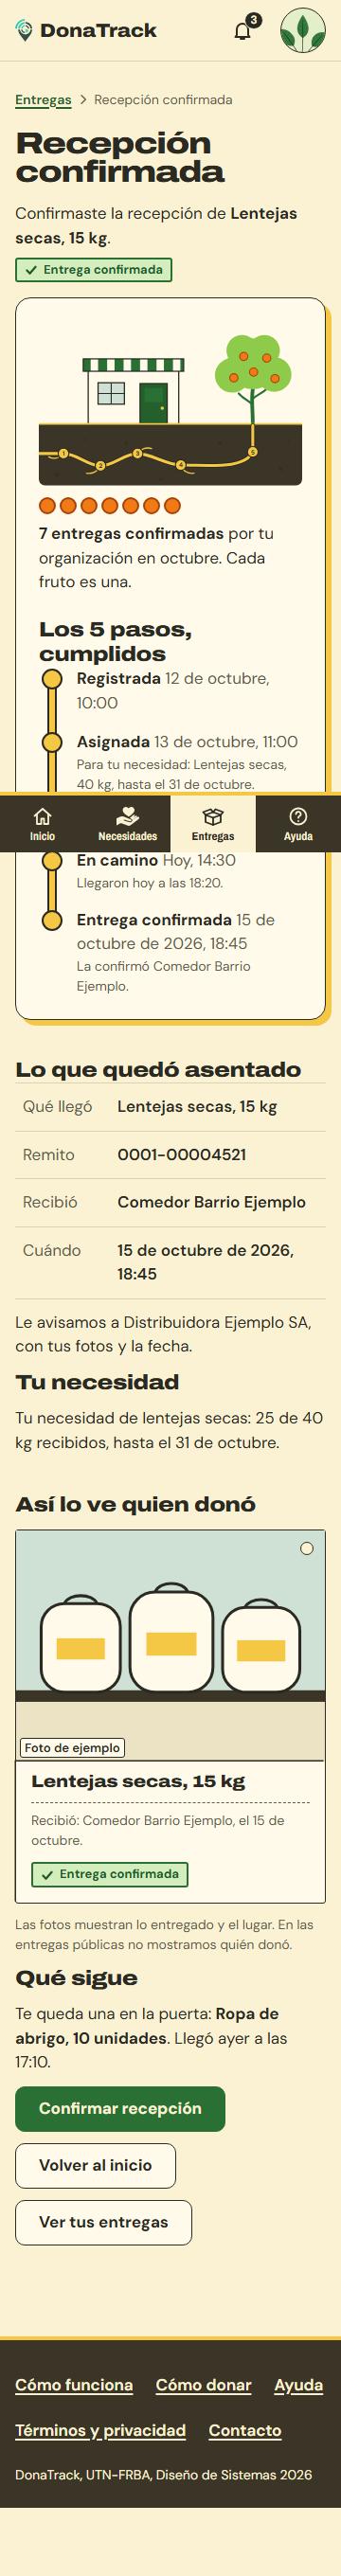 DonaTrack
3
Entregas > Recepción confirmada
Recepción
confirmada
Confirmaste la recepción de Lentejas
secas, 15 kg.
Entrega confirmada
1 2 3 4 5
7 entregas confirmadas por tu
organización en octubre. Cada
fruto es una.
Los 5 pasos,
cumplidos
Registrada 12 de octubre,
10:00
Asignada 13 de octubre, 11:00
Para tu necesidad: Lentejas secas,
40 kg, hasta el 31 de octubre.
Inicio Necesidades Entregas Ayuda
En camino Hoy, 14:30
Llegaron hoy a las 18:20.
Entrega confirmada 15 de
octubre de 2026, 18:45
La confirmó Comedor Barrio
Ejemplo.
Lo que quedó asentado
Qué llegó Lentejas secas, 15 kg
Remito 0001-00004521
Recibió Comedor Barrio Ejemplo
Cuándo 15 de octubre de 2026,
18:45
Le avisamos a Distribuidora Ejemplo SA,
con tus fotos y la fecha.
Tu necesidad
Tu necesidad de lentejas secas: 25 de 40
kg recibidos, hasta el 31 de octubre.
Así lo ve quien donó
Foto de ejemplo
Lentejas secas, 15 kg
Recibió: Comedor Barrio Ejemplo, el 15 de
octubre.
Entrega confirmada
Las fotos muestran lo entregado y el lugar. En las
entregas públicas no mostramos quién donó.
Qué sigue
Te queda una en la puerta: Ropa de
abrigo, 10 unidades. Llegó ayer a las
17:10.
Confirmar recepción
Volver al inicio
Ver tus entregas
Cómo funciona Cómo donar Ayuda
Términos y privacidad Contacto
DonaTrack, UTN-FRBA, Diseño de Sistemas 2026